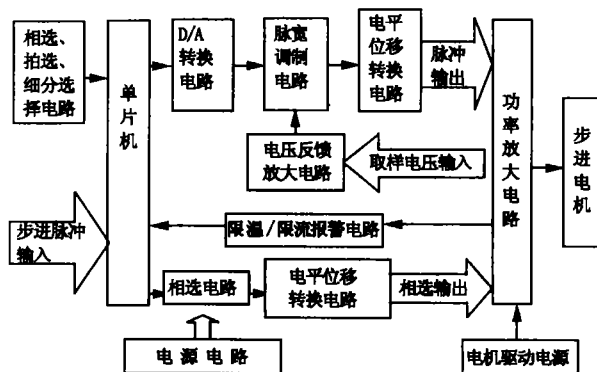 相选、
拍选、
细分选
择电路
单片机
D/A
转换
电路
脉宽
调制
电路
电平
位移
转换
电路
脉冲
输出
功率放大电路
步进电机
电压反馈
放大电路
取样电压输入
步进脉冲
输入
限温/限流报警电路
相选电路
电平位移
转换电路
相选输出
电源电路
电机驱动电源